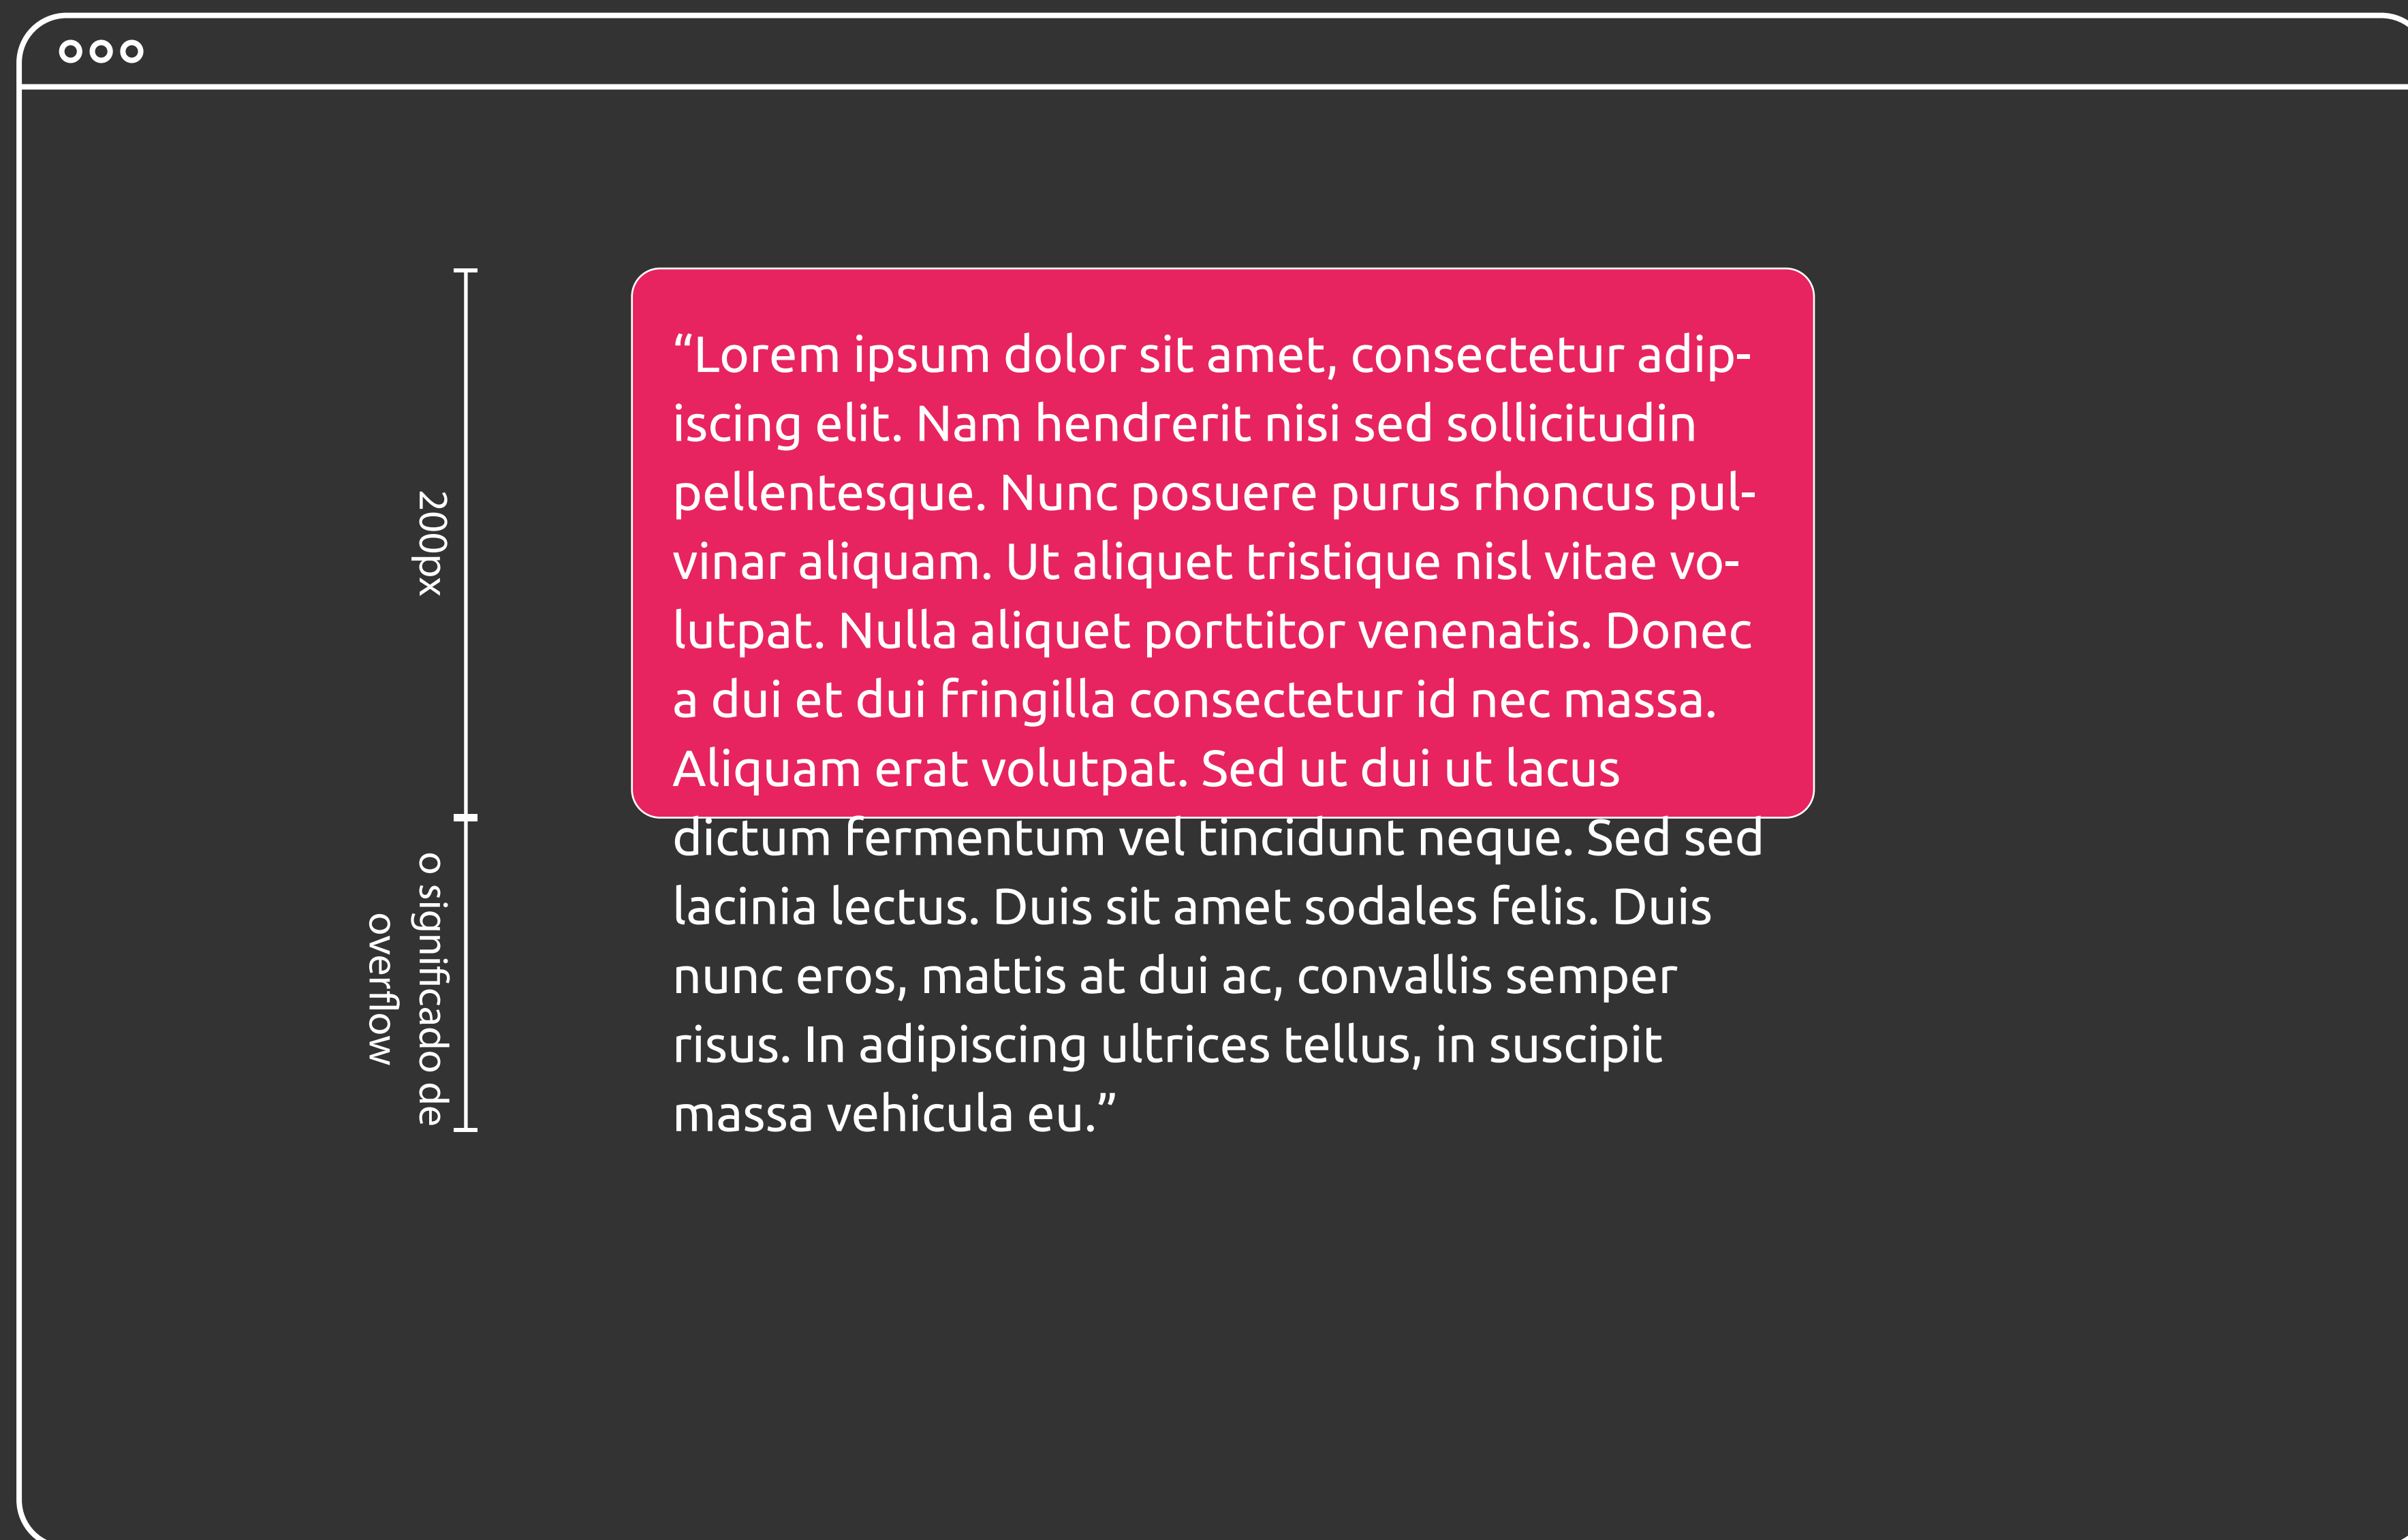 200px
o significado de
overflow
“Lorem ipsum dolor sit amet, consectetur adip-
iscing elit. Nam hendrerit nisi sed sollicitudin
pellentesque. Nunc posuere purus rhoncus pul-
vinar aliquam. Ut aliquet tristique nisl vitae vo-
lutpat. Nulla aliquet porttitor venenatis. Donec
a dui et dui fringilla consectetur id nec massa.
Aliquam erat volutpat. Sed ut dui ut lacus
dictum fermentum vel tincidunt neque. Sed sed
lacinia lectus. Duis sit amet sodales felis. Duis
nunc eros, mattis at dui ac, convallis semper
risus. In adipiscing ultrices tellus, in suscipit
massa vehicula eu.”